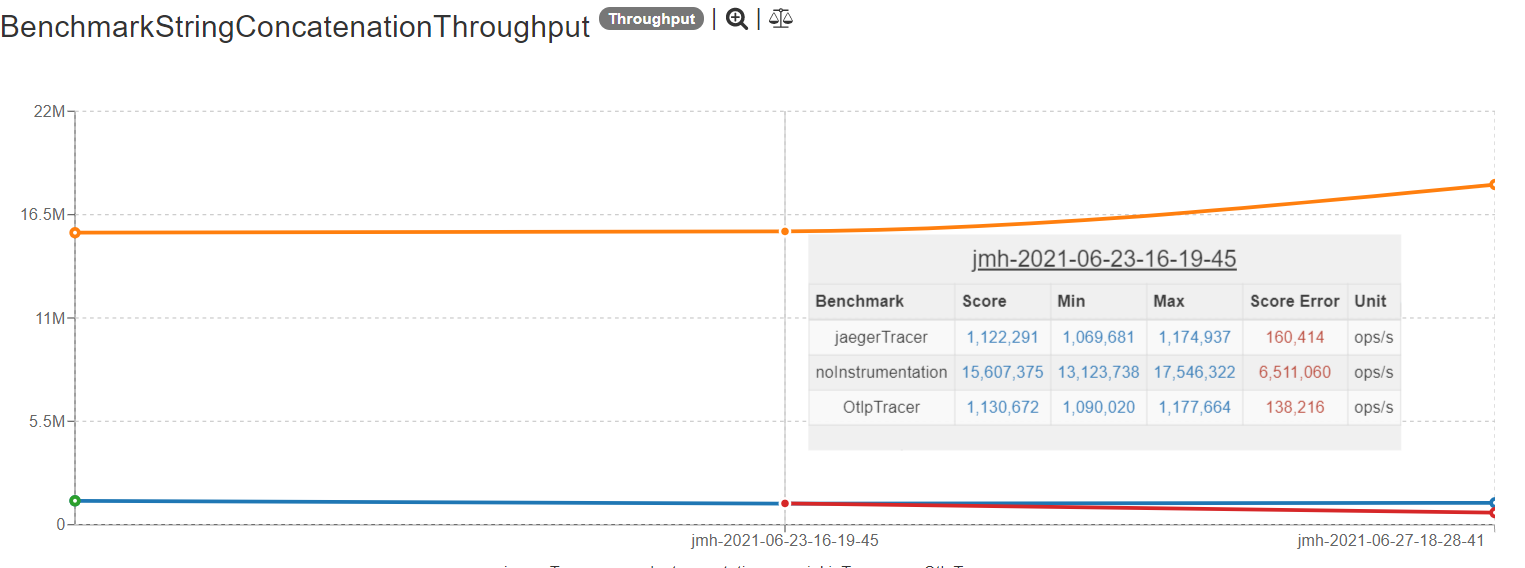 BenchmarkStringConcatenationThroughput Throughput | |
22M
16.5M
11M
5.5M
0
jmh-2021-06-23-16-19-45
Benchmark Score Min Max Score Error Unit
jaegerTracer 1,122,291 1,069,681 1,174,937 160,414 ops/s
noInstrumentation 15,607,375 13,123,738 17,546,322 6,511,060 ops/s
OtlpTracer 1,130,672 1,090,020 1,177,664 138,216 ops/s
jmh-2021-06-23-16-19-45 jmh-2021-06-27-18-28-41